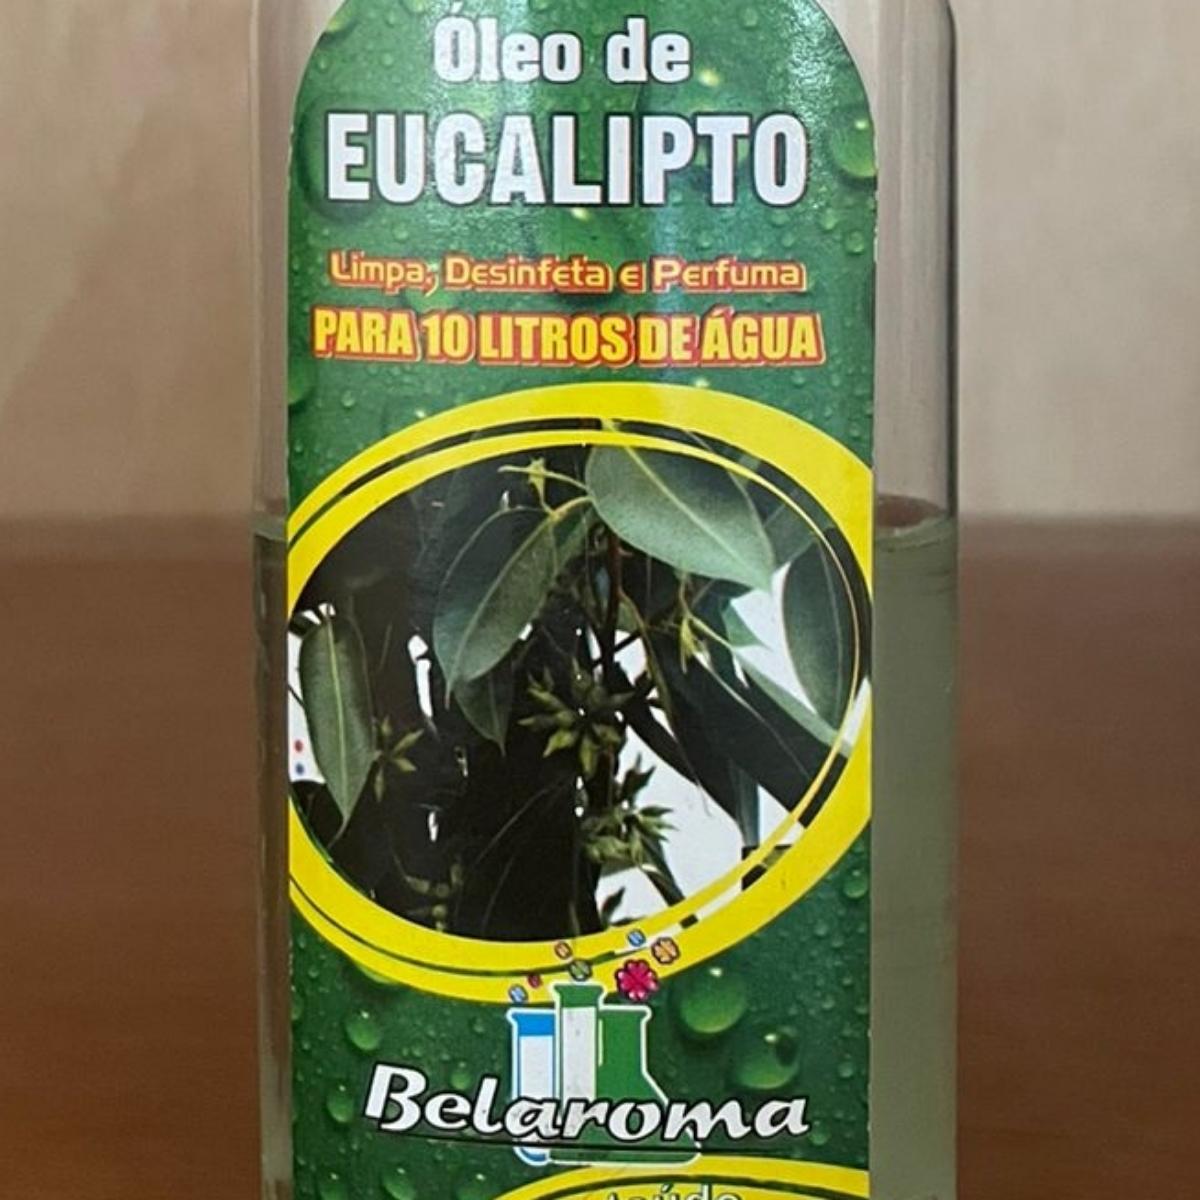 Óleo de
EUCALIPTO
Limpa, Desinfeta e Perfuma
PARA 10 LITROS DE ÁGUA
Belaroma